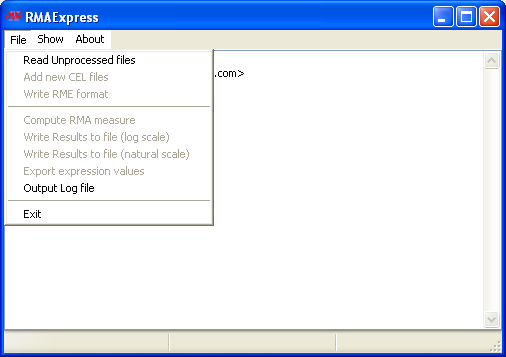 RMAExpress
File Show About
Read Unprocessed files
.com>
Add new CEL files
Write RME format
Compute RMA measure
Write Results to file (log scale)
Write Results to file (natural scale)
Export expression values
Output Log file
Exit